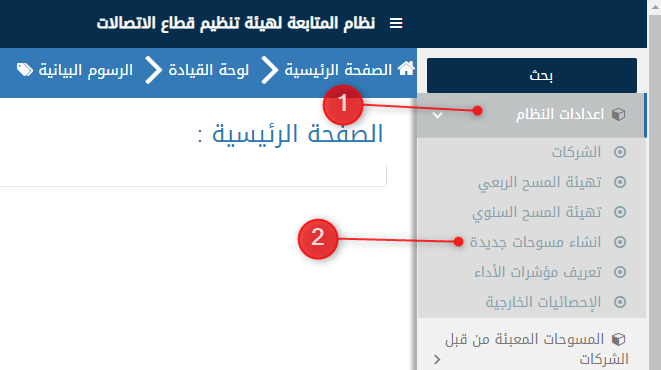 نظام المتابعة لهيئة تنظيم قطاع الاتصالات
الصفحة الرئيسية لوحة القيادة الرسوم البيانية
بحث
1
اعدادات النظام
الصفحة الرئيسية :
الشركات
تهيئة المسح الربعي
تهيئة المسح السنوي
2
انشاء مسوحات جديدة
تعريف مؤشرات الأداء
الإحصائيات الخارجية
المسوحات المعبئة من قبل
الشركات